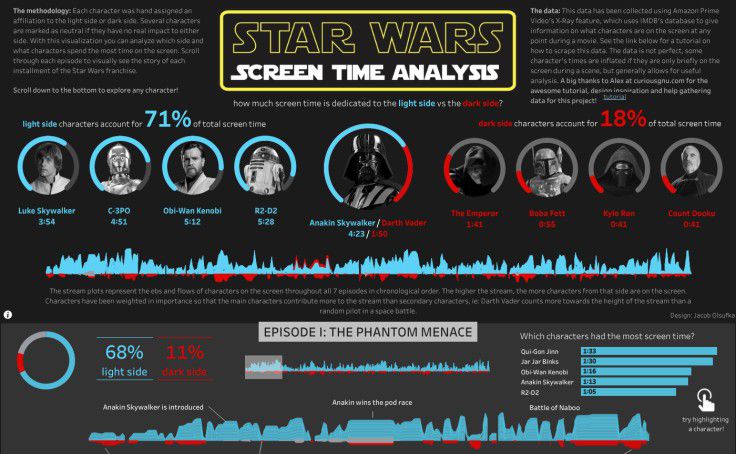 The methodology: Each character was hand assigned an
affiliation to the light side or dark side. Several characters
are marked as neutral if they have no real impact to either
side. With this visualization you can analyze which side and
what characters spend the most time on the screen. Scroll
through each episode to visually see the story of each
installment of the Star Wars franchise.
Scroll down to the bottom to explore any character!
STAR WARS
SCREEN TIME ANALYSIS
The data: This data has been collected using Amazon Prime
Video's X-Ray feature, which uses IMDB's database to give
information on what characters are on the screen at any
point during a movie. See the link below for a tutorial on
how to scrape this data. The data is not perfect, some
character's times are inflated if they are only briefly on the
screen during a scene, but generally allows for useful
analysis. A big thanks to Alex at curiousgnu.com for the
awesome tutorial, design inspiration and help gathering
data for this project!
tutorial
how much screen time is dedicated to the light side vs the dark side?
light side characters account for 71% of total screen time
dark side characters account for 18% of total screen time
Luke Skywalker
3:54
C-3PO
4:51
Obi-Wan Kenobi
5:12
R2-D2
5:28
Anakin Skywalker / Darth Vader
4:23 / 1:50
The Emperor
1:41
Boba Fett
0:55
Kylo Ren
0:41
Count Dooku
0:41
The stream plots represent the ebs and flows of characters on the screen throughout all 7 episodes in chronological order. The higher the stream, the more characters from that side are on the screen.
Characters have been weighted in importance so that the main characters contribute more to the stream than secondary characters, ie: Darth Vader counts more towards the height of the stream than a
random pilot in a space battle.
Design: Jacob Olsufka
EPISODE I: THE PHANTOM MENACE
68%
light side
11%
dark side
Which characters had the most screen time?
Qui-Gon Jinn 1:33
Jar Jar Binks 1:30
Obi-Wan Kenobi 1:16
Anakin Skywalker 1:13
R2-D2 1:05
try highlighting
a character!
Anakin Skywalker is introduced
Anakin wins the pod race
Battle of Naboo